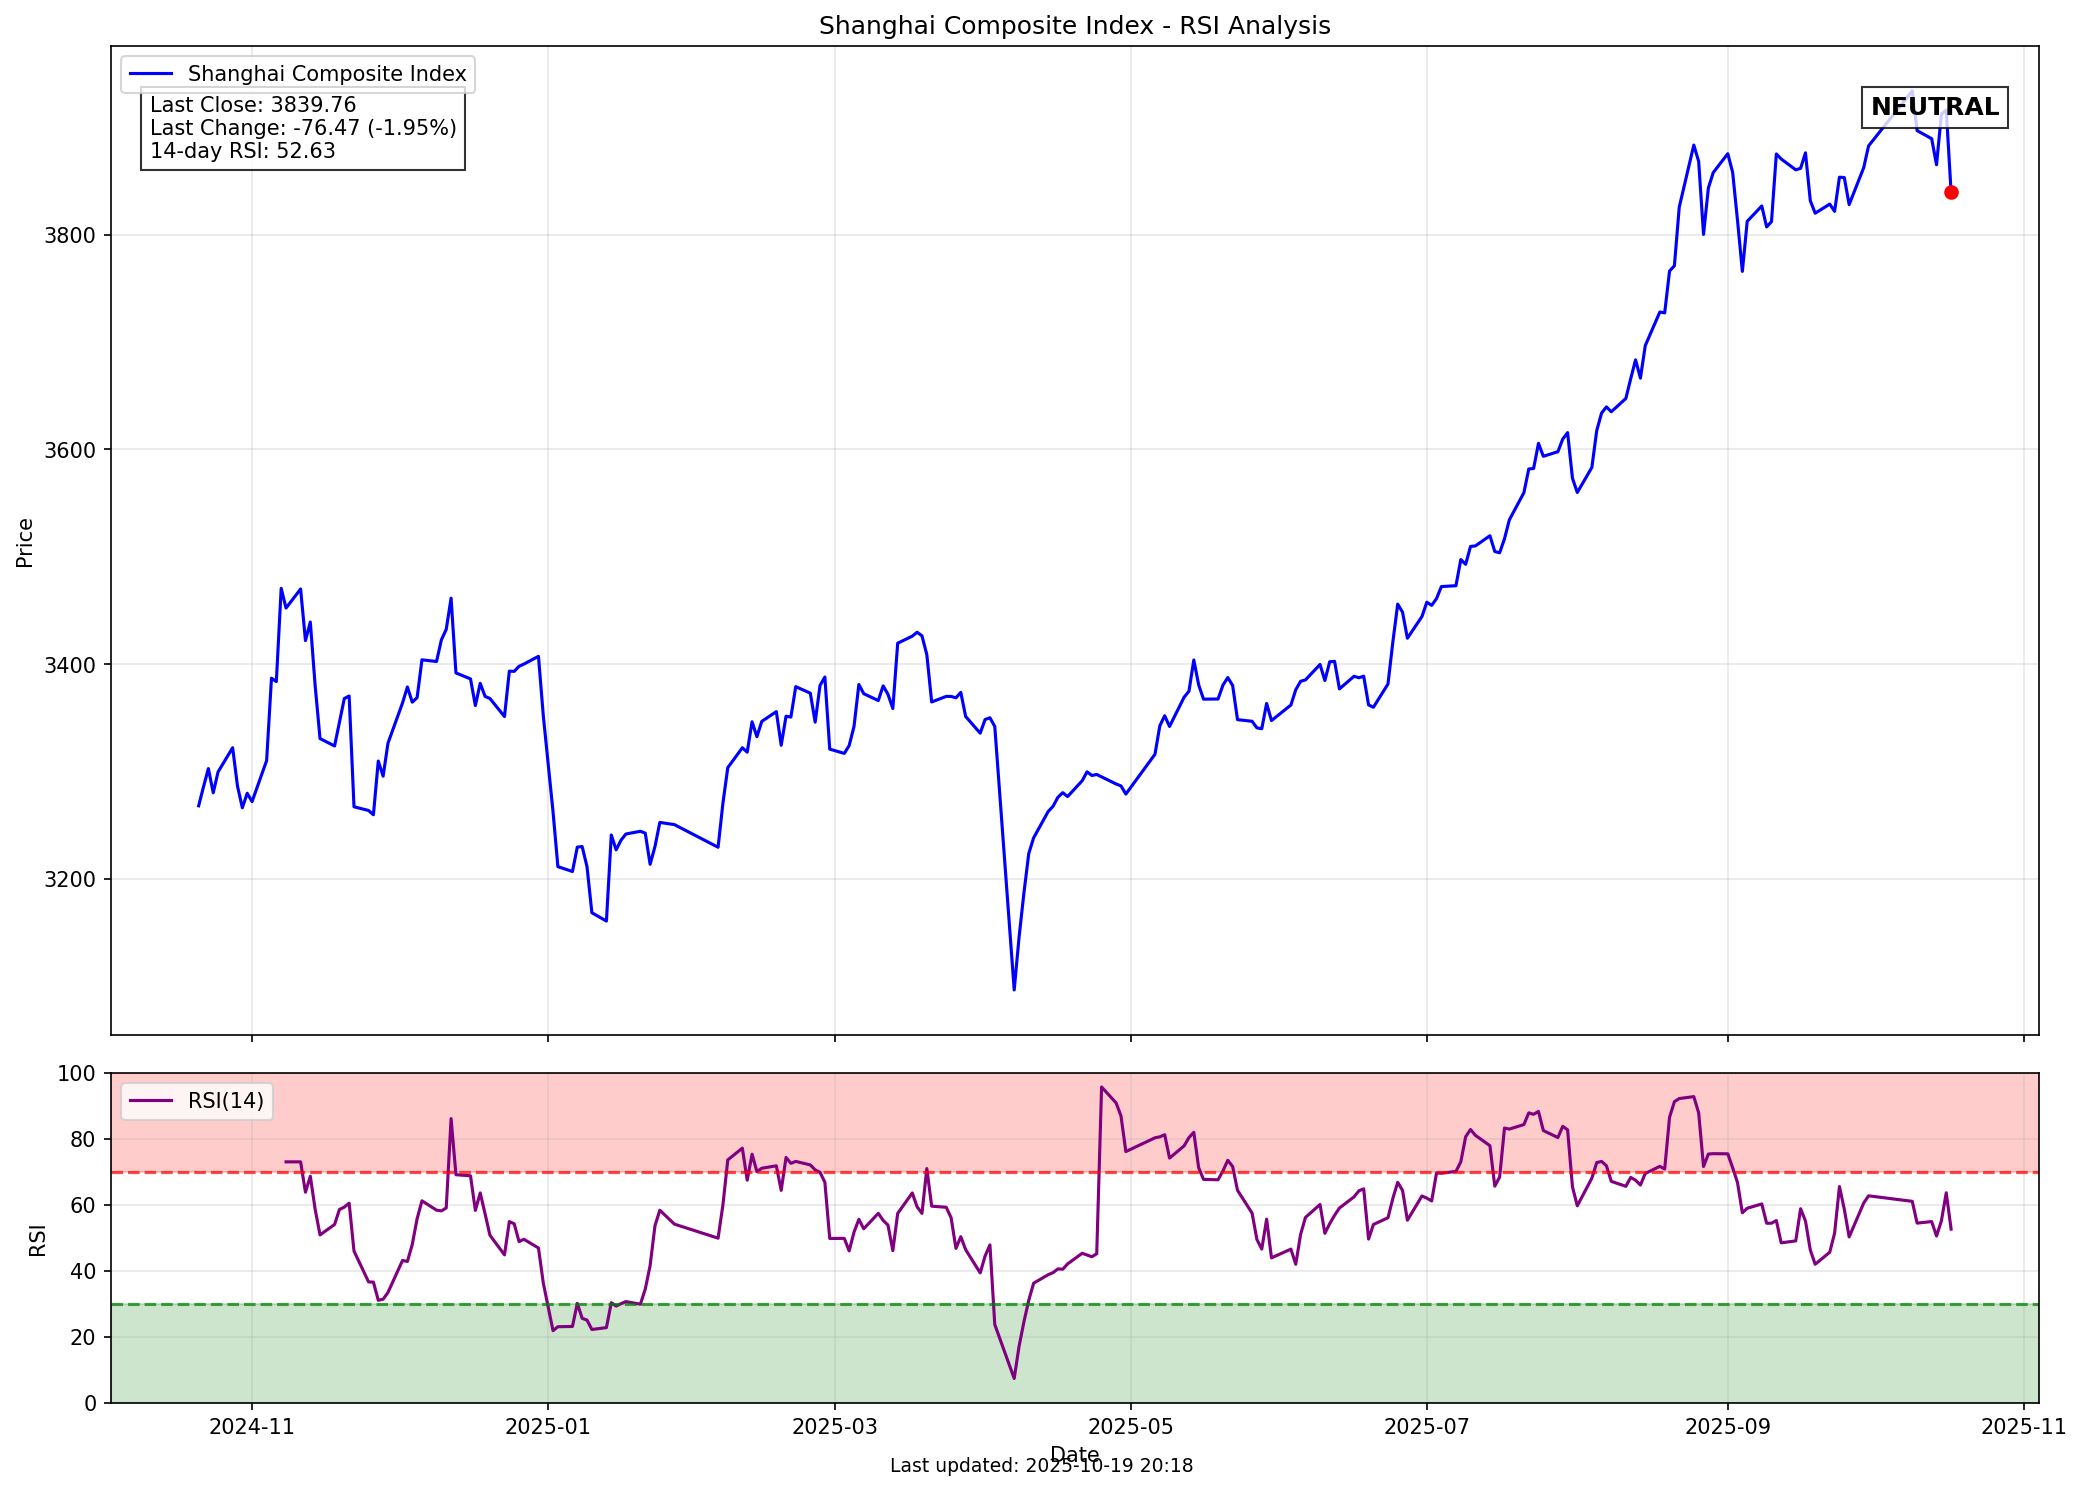 Shanghai Composite Index - RSI Analysis
Shanghai Composite Index
Last Close: 3839.76
Last Change: -76.47 (-1.95%)
14-day RSI: 52.63
NEUTRAL
3800
3600
3400
3200
Price
RSI(14)
100
80
60
40
20
0
RSI
2024-11
2025-01
2025-03
2025-05
2025-07
2025-09
2025-11
Date
Last updated: 2025-10-19 20:18